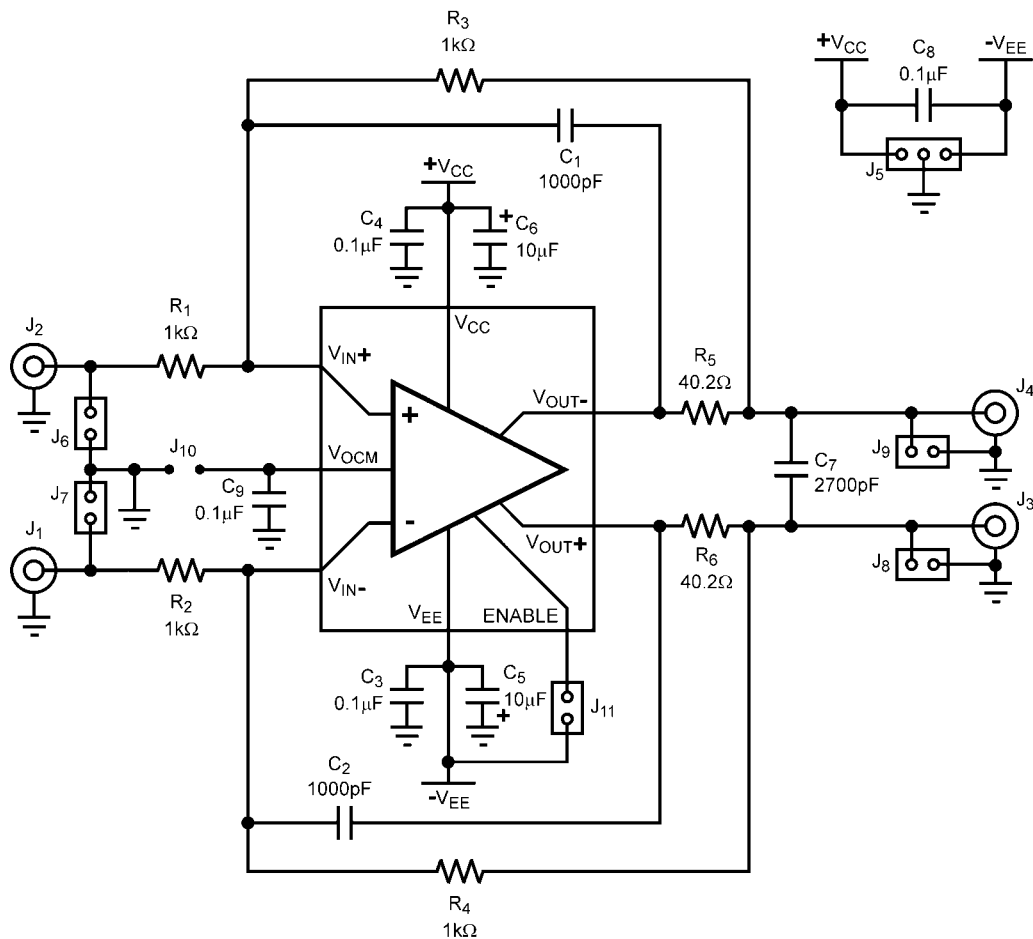 R3
1kΩ
+VCC
C8
0.1µF
-VEE
J5
C1
1000pF
+VCC
C4
0.1µF
+
C6
10µF
R1
1kΩ
J2
VCC
VIN+
R5
40.2Ω
J4
VOUT-
+
J6
J10
VOCM
J9
C7
2700pF
J7
C9
0.1µF
J3
-
J1
VOUT+
R6
40.2Ω
J8
R2
1kΩ
VIN-
VEE
ENABLE
C3
0.1µF
C5
10µF
+
J11
C2
1000pF
-VEE
R4
1kΩ